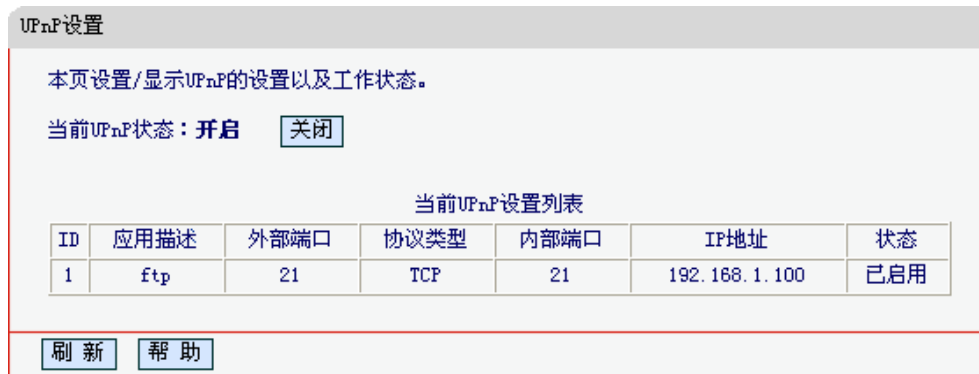 UPnP设置
本页设置/显示UPnP的设置以及工作状态。
当前UPnP状态：开启 关闭
当前UPnP设置列表
ID 应用描述 外部端口 协议类型 内部端口 IP地址 状态
1 ftp 21 TCP 21 192.168.1.100 已启用
刷 新 帮 助